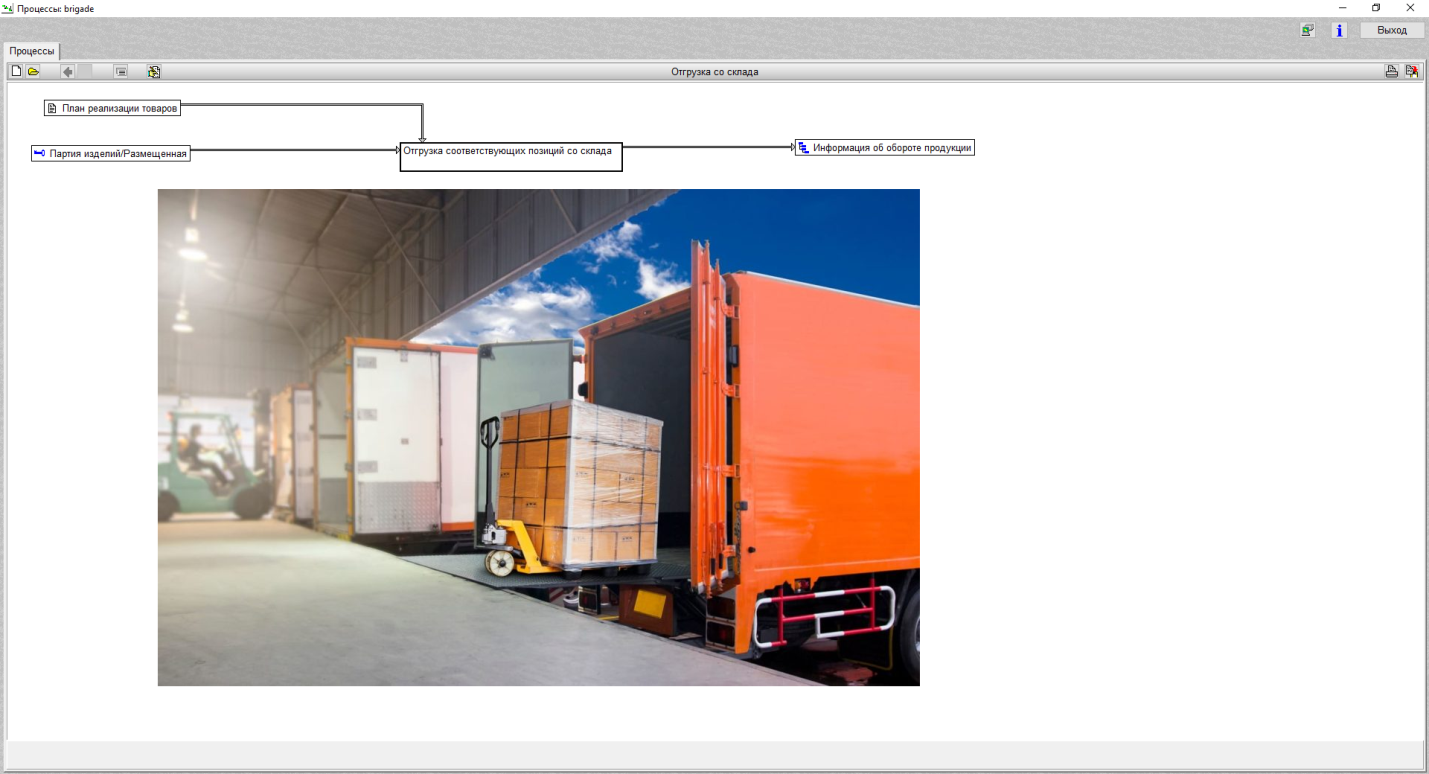 Процессы: brigade
Выход
Процессы
Отгрузка со склада
План реализации товаров
Партия изделий/Размещенная
Отгрузка соответствующих позиций со склада
Информация об обороте продукции